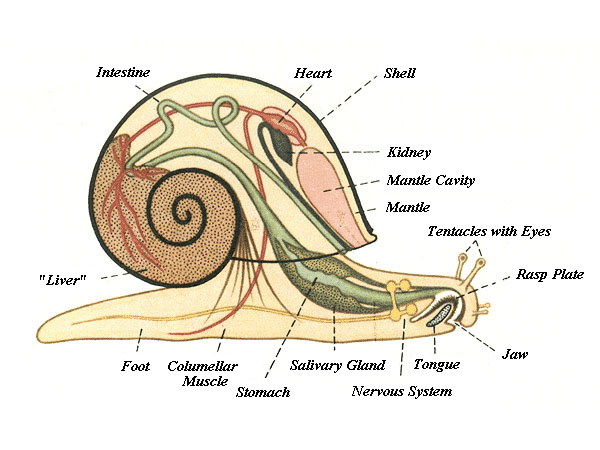 Intestine
Heart
Shell
Kidney
Mantle Cavity
Mantle
Tentacles with Eyes
Rasp Plate
"Liver"
Jaw
Foot
Columellar
Muscle
Stomach
Salivary Gland
Nervous System
Tongue